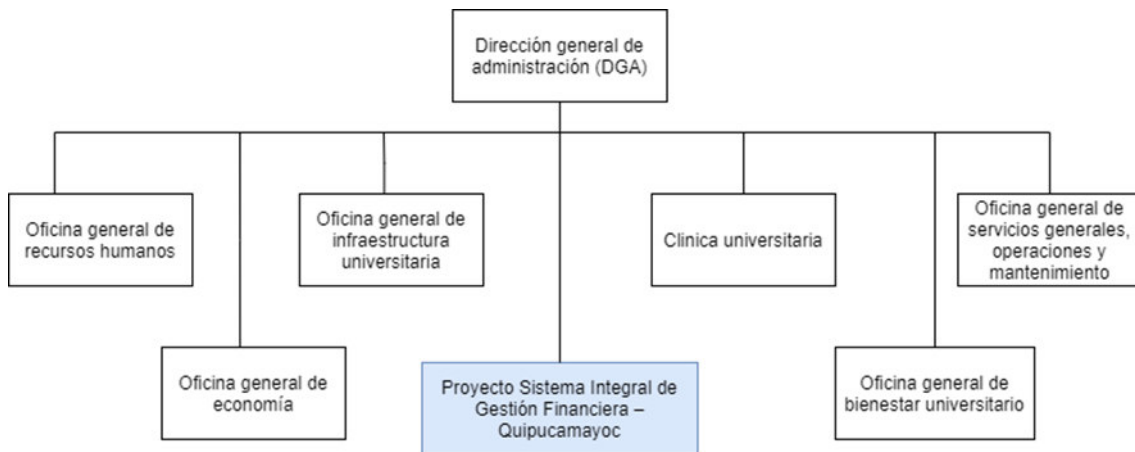 Dirección general de
administración (DGA)
Oficina general de
recursos humanos
Oficina general de
infraestructura
universitaria
Clinica universitaria
Oficina general de
servicios generales,
operaciones y
mantenimiento
Oficina general de
economía
Proyecto Sistema Integral de
Gestión Financiera –
Quipucamayoc
Oficina general de
bienestar universitario